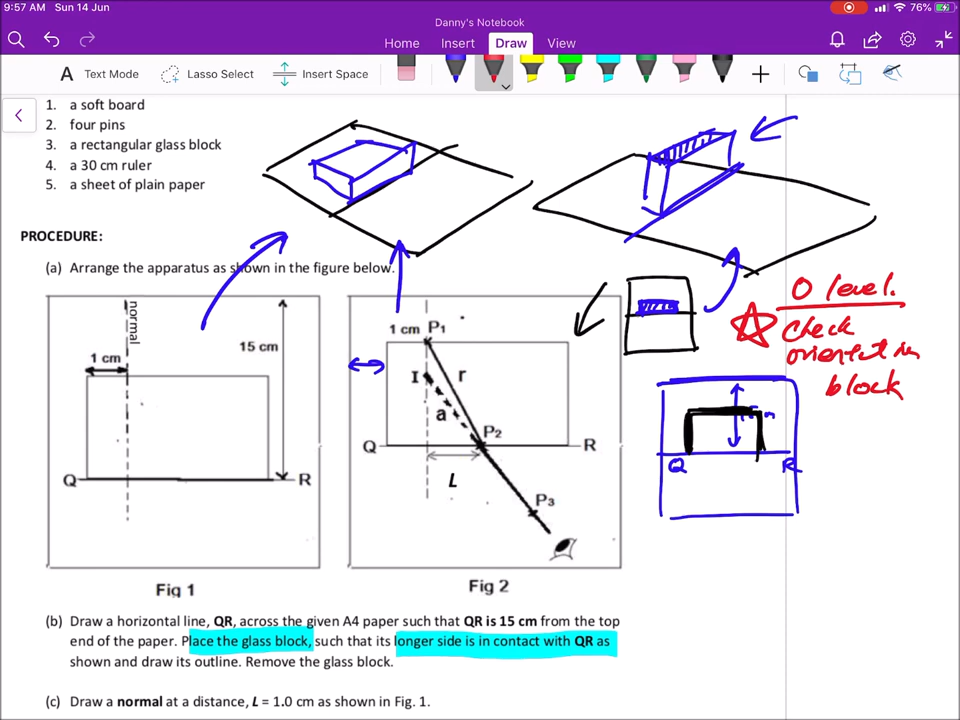 9:57 AM Sun 14 Jun
76%
Danny's Notebook
Home Insert Draw View
A Text Mode Lasso Select Insert Space
1. a soft board
2. four pins
3. a rectangular glass block
4. a 30 cm ruler
5. a sheet of plain paper
PROCEDURE:
(a) Arrange the apparatus as shown in the figure below.
normal
1 cm
15 cm
Q
R
Fig 1
1 cm P1
I r
a
P2
Q
R
L
P3
Fig 2
O level.
check
block
Q R
(b) Draw a horizontal line, QR, across the given A4 paper such that QR is 15 cm from the top
end of the paper. Place the glass block, such that its longer side is in contact with QR as
shown and draw its outline. Remove the glass block.
(c) Draw a normal at a distance, L = 1.0 cm as shown in Fig. 1.